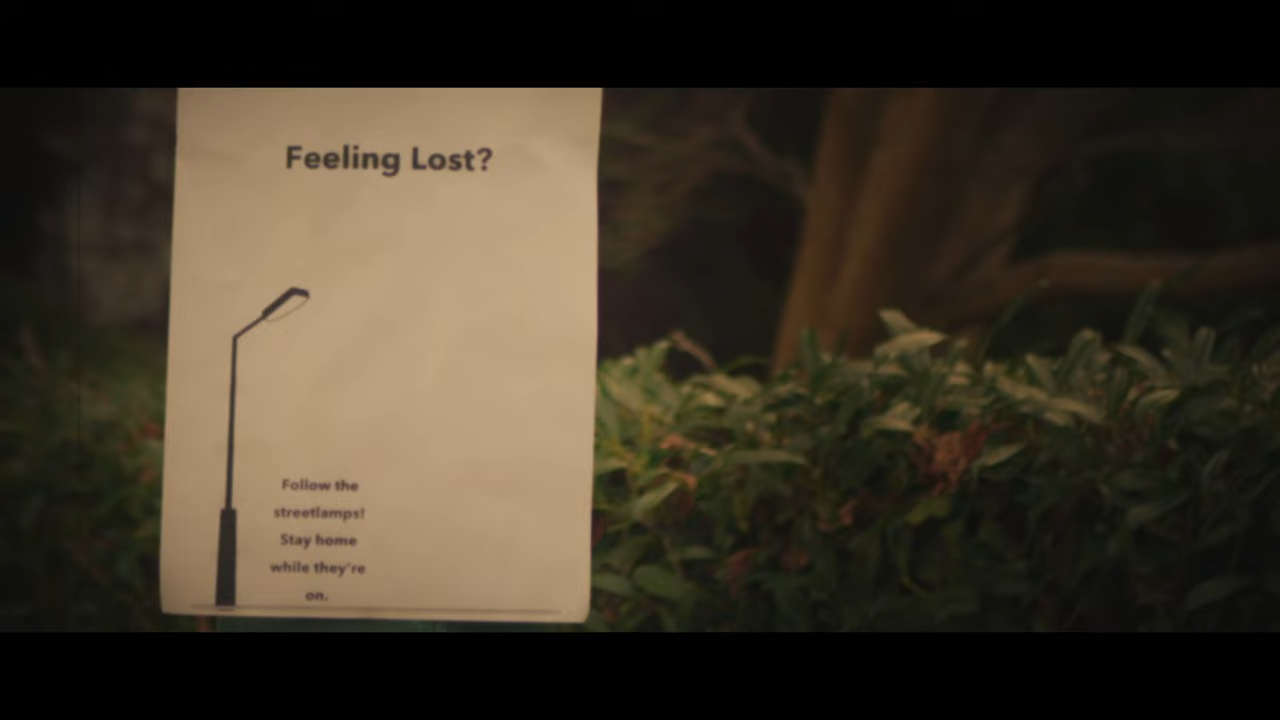 Feeling Lost?
Follow the
streetlamps!
Stay home
while they're
on.